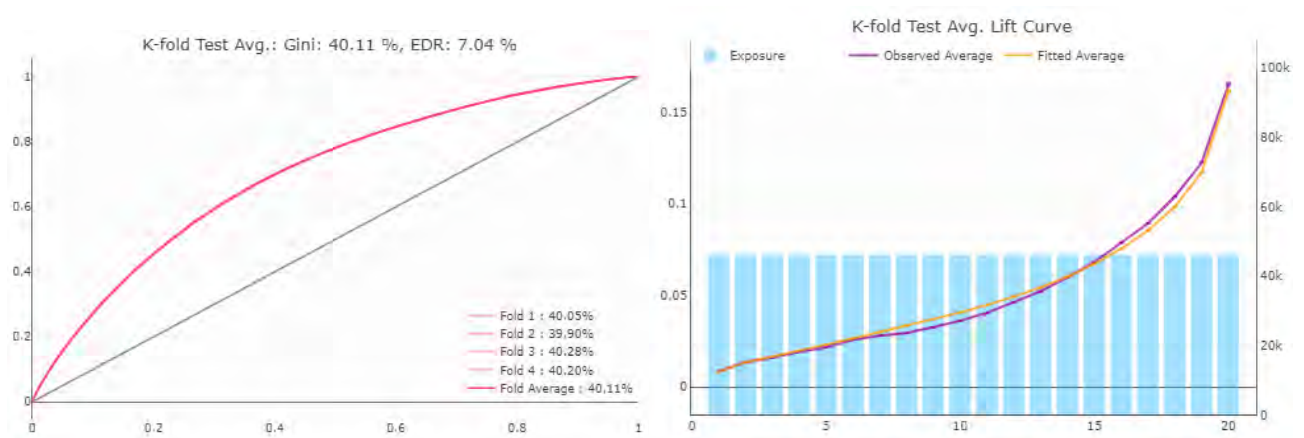 K-fold Test Avg.: Gini: 40.11 %, EDR: 7.04 %
1
0.8
0.6
0.4
0.2
0
0
0.2
0.4
0.6
0.8
1
Fold 1 : 40.05%
Fold 2 : 39.90%
Fold 3 : 40.28%
Fold 4 : 40.20%
Fold Average : 40.11%
K-fold Test Avg. Lift Curve
Exposure
Observed Average
Fitted Average
0.15
0.1
0.05
0
100k
80k
60k
40k
20k
0
0
5
10
15
20